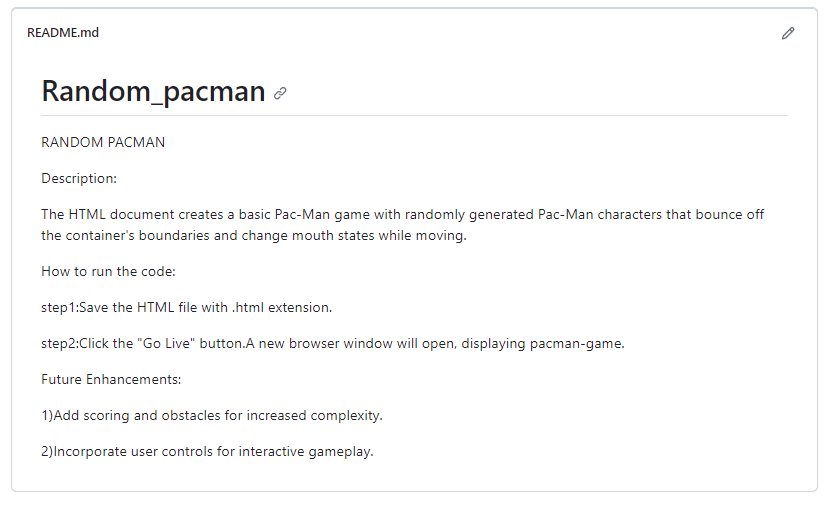 README.md
Random_pacman
RANDOM PACMAN
Description:
The HTML document creates a basic Pac-Man game with randomly generated Pac-Man characters that bounce off
the container's boundaries and change mouth states while moving.
How to run the code:
step1:Save the HTML file with .html extension.
step2:Click the "Go Live" button.A new browser window will open, displaying pacman-game.
Future Enhancements:
1)Add scoring and obstacles for increased complexity.
2)Incorporate user controls for interactive gameplay.